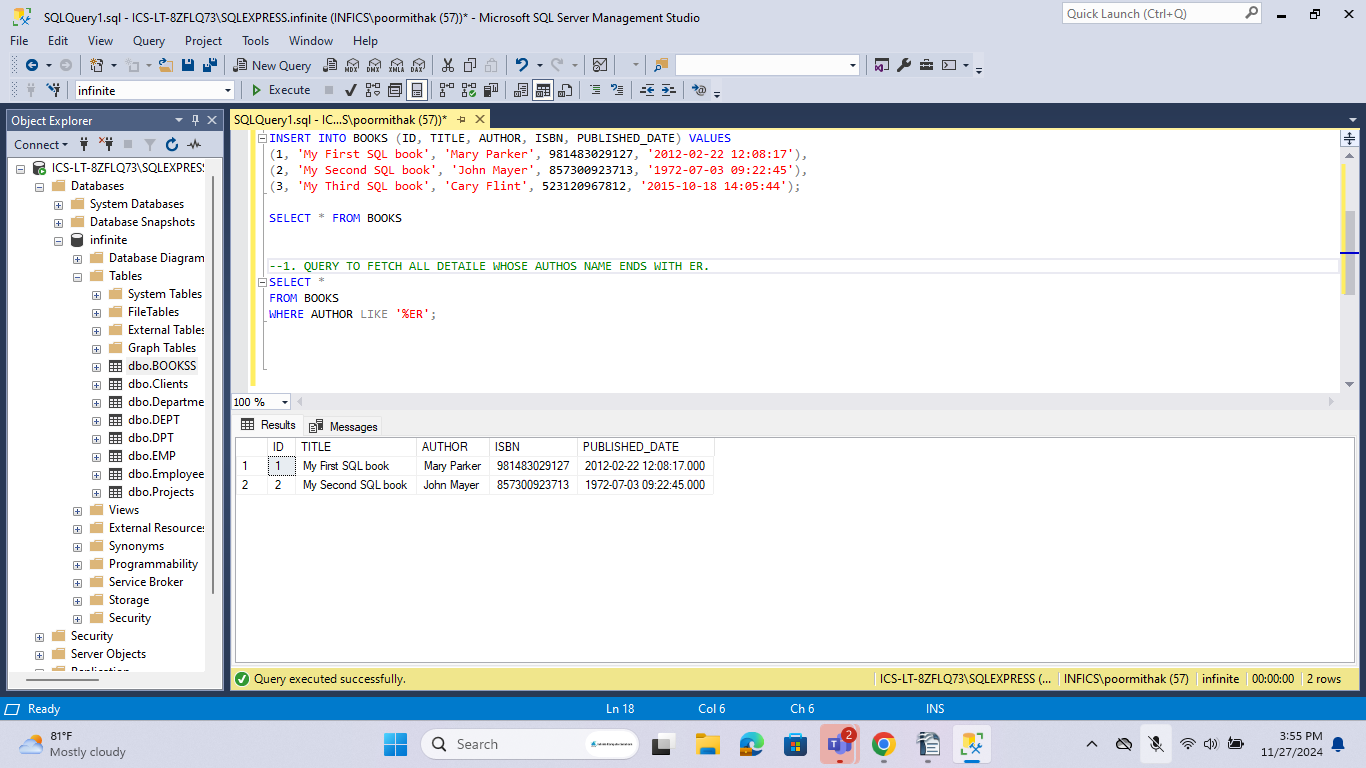 SQLQuery1.sql - ICS-LT-8ZFLQ73\SQLEXPRESS.infinite (INFICS\poormithak (57))* - Microsoft SQL Server Management Studio
Quick Launch (Ctrl+Q)
File Edit View Query Project Tools Window Help
New Query MDX DMX XMLA DAX
infinite Execute
Object Explorer
SQLQuery1.sql - IC...S\poormithak (57))*
Connect
ICS-LT-8ZFLQ73\SQLEXPRESS
Databases
System Databases
Database Snapshots
infinite
Database Diagram
Tables
System Tables
FileTables
External Tables
Graph Tables
dbo.BOOKSS
dbo.Clients
dbo.Departme
dbo.DEPT
dbo.DPT
dbo.EMP
dbo.Employee
dbo.Projects
Views
External Resources
Synonyms
Programmability
Service Broker
Storage
Security
Security
Server Objects
Replication
INSERT INTO BOOKS (ID, TITLE, AUTHOR, ISBN, PUBLISHED_DATE) VALUES
(1, 'My First SQL book', 'Mary Parker', 981483029127, '2012-02-22 12:08:17'),
(2, 'My Second SQL book', 'John Mayer', 857300923713, '1972-07-03 09:22:45'),
(3, 'My Third SQL book', 'Cary Flint', 523120967812, '2015-10-18 14:05:44');
SELECT * FROM BOOKS
--1. QUERY TO FETCH ALL DETAILE WHOSE AUTHOS NAME ENDS WITH ER.
SELECT *
FROM BOOKS
WHERE AUTHOR LIKE '%ER';
100 %
Results Messages
ID TITLE AUTHOR ISBN PUBLISHED_DATE
1 1 My First SQL book Mary Parker 981483029127 2012-02-22 12:08:17.000
2 2 My Second SQL book John Mayer 857300923713 1972-07-03 09:22:45.000
Query executed successfully. ICS-LT-8ZFLQ73\SQLEXPRESS (... INFICS\poormithak (57) infinite 00:00:00 2 rows
Ready Ln 18 Col 6 Ch 6 INS
81°F
Mostly cloudy
Search
2
3:55 PM
11/27/2024